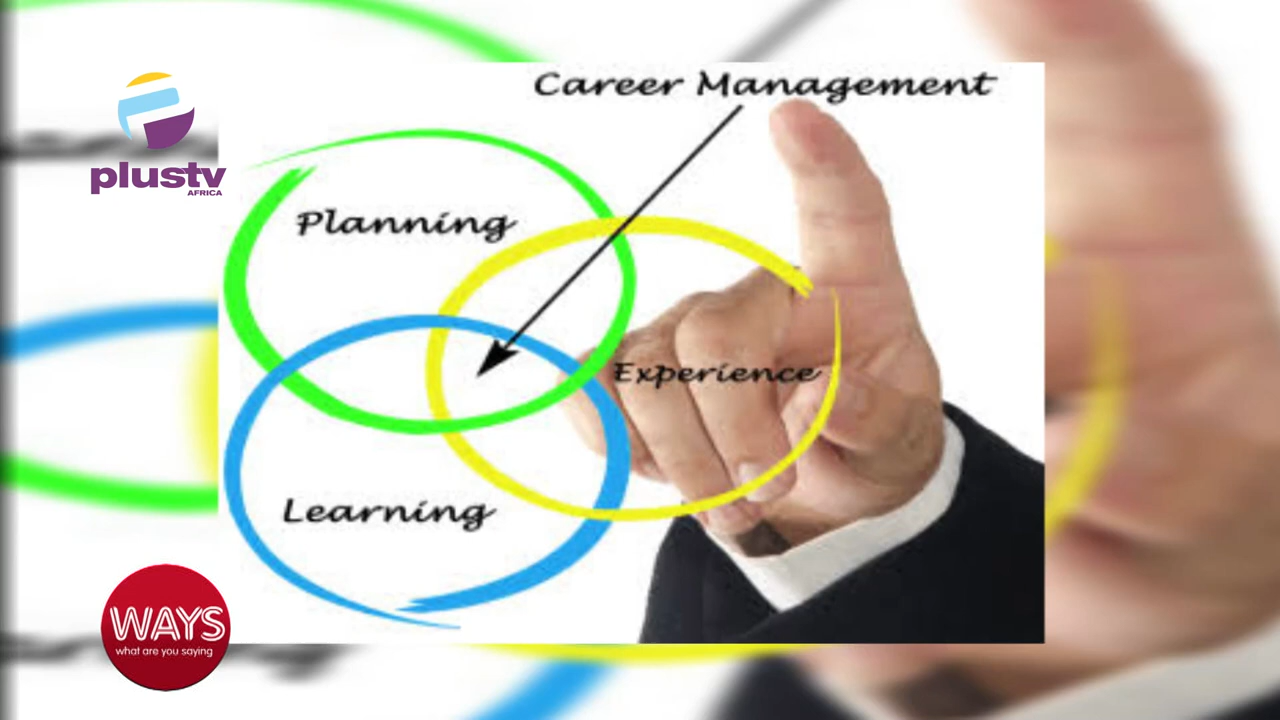 Career Management
plustv
AFRICA
Planning
Experience
Learning
WAYS
what are you saying